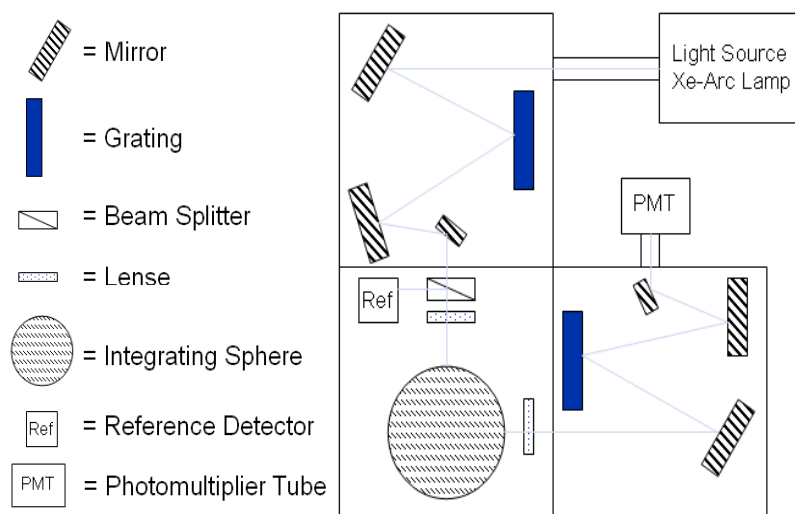 = Mirror
= Grating
= Beam Splitter
= Lense
= Integrating Sphere
Ref
= Reference Detector
PMT
= Photomultiplier Tube
Light Source
Xe-Arc Lamp
PMT
Ref